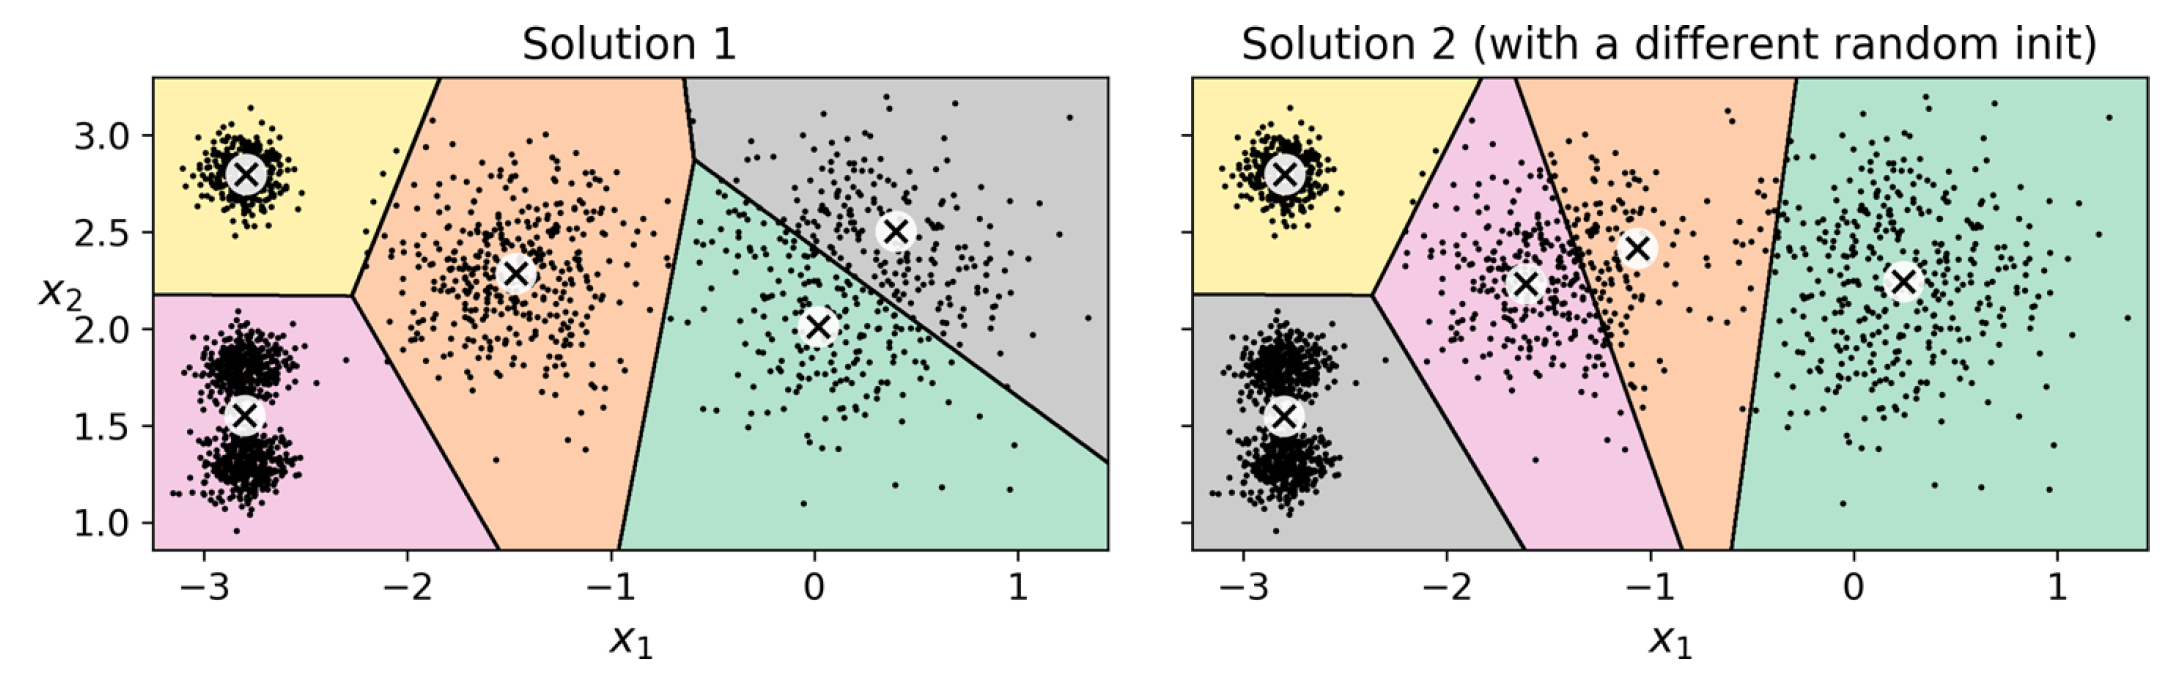 Solution 1
Solution 2 (with a different random init)
x₂
3.0
2.5
2.0
1.5
1.0
−3 −2 −1 0 1
−3 −2 −1 0 1
x₁
x₁